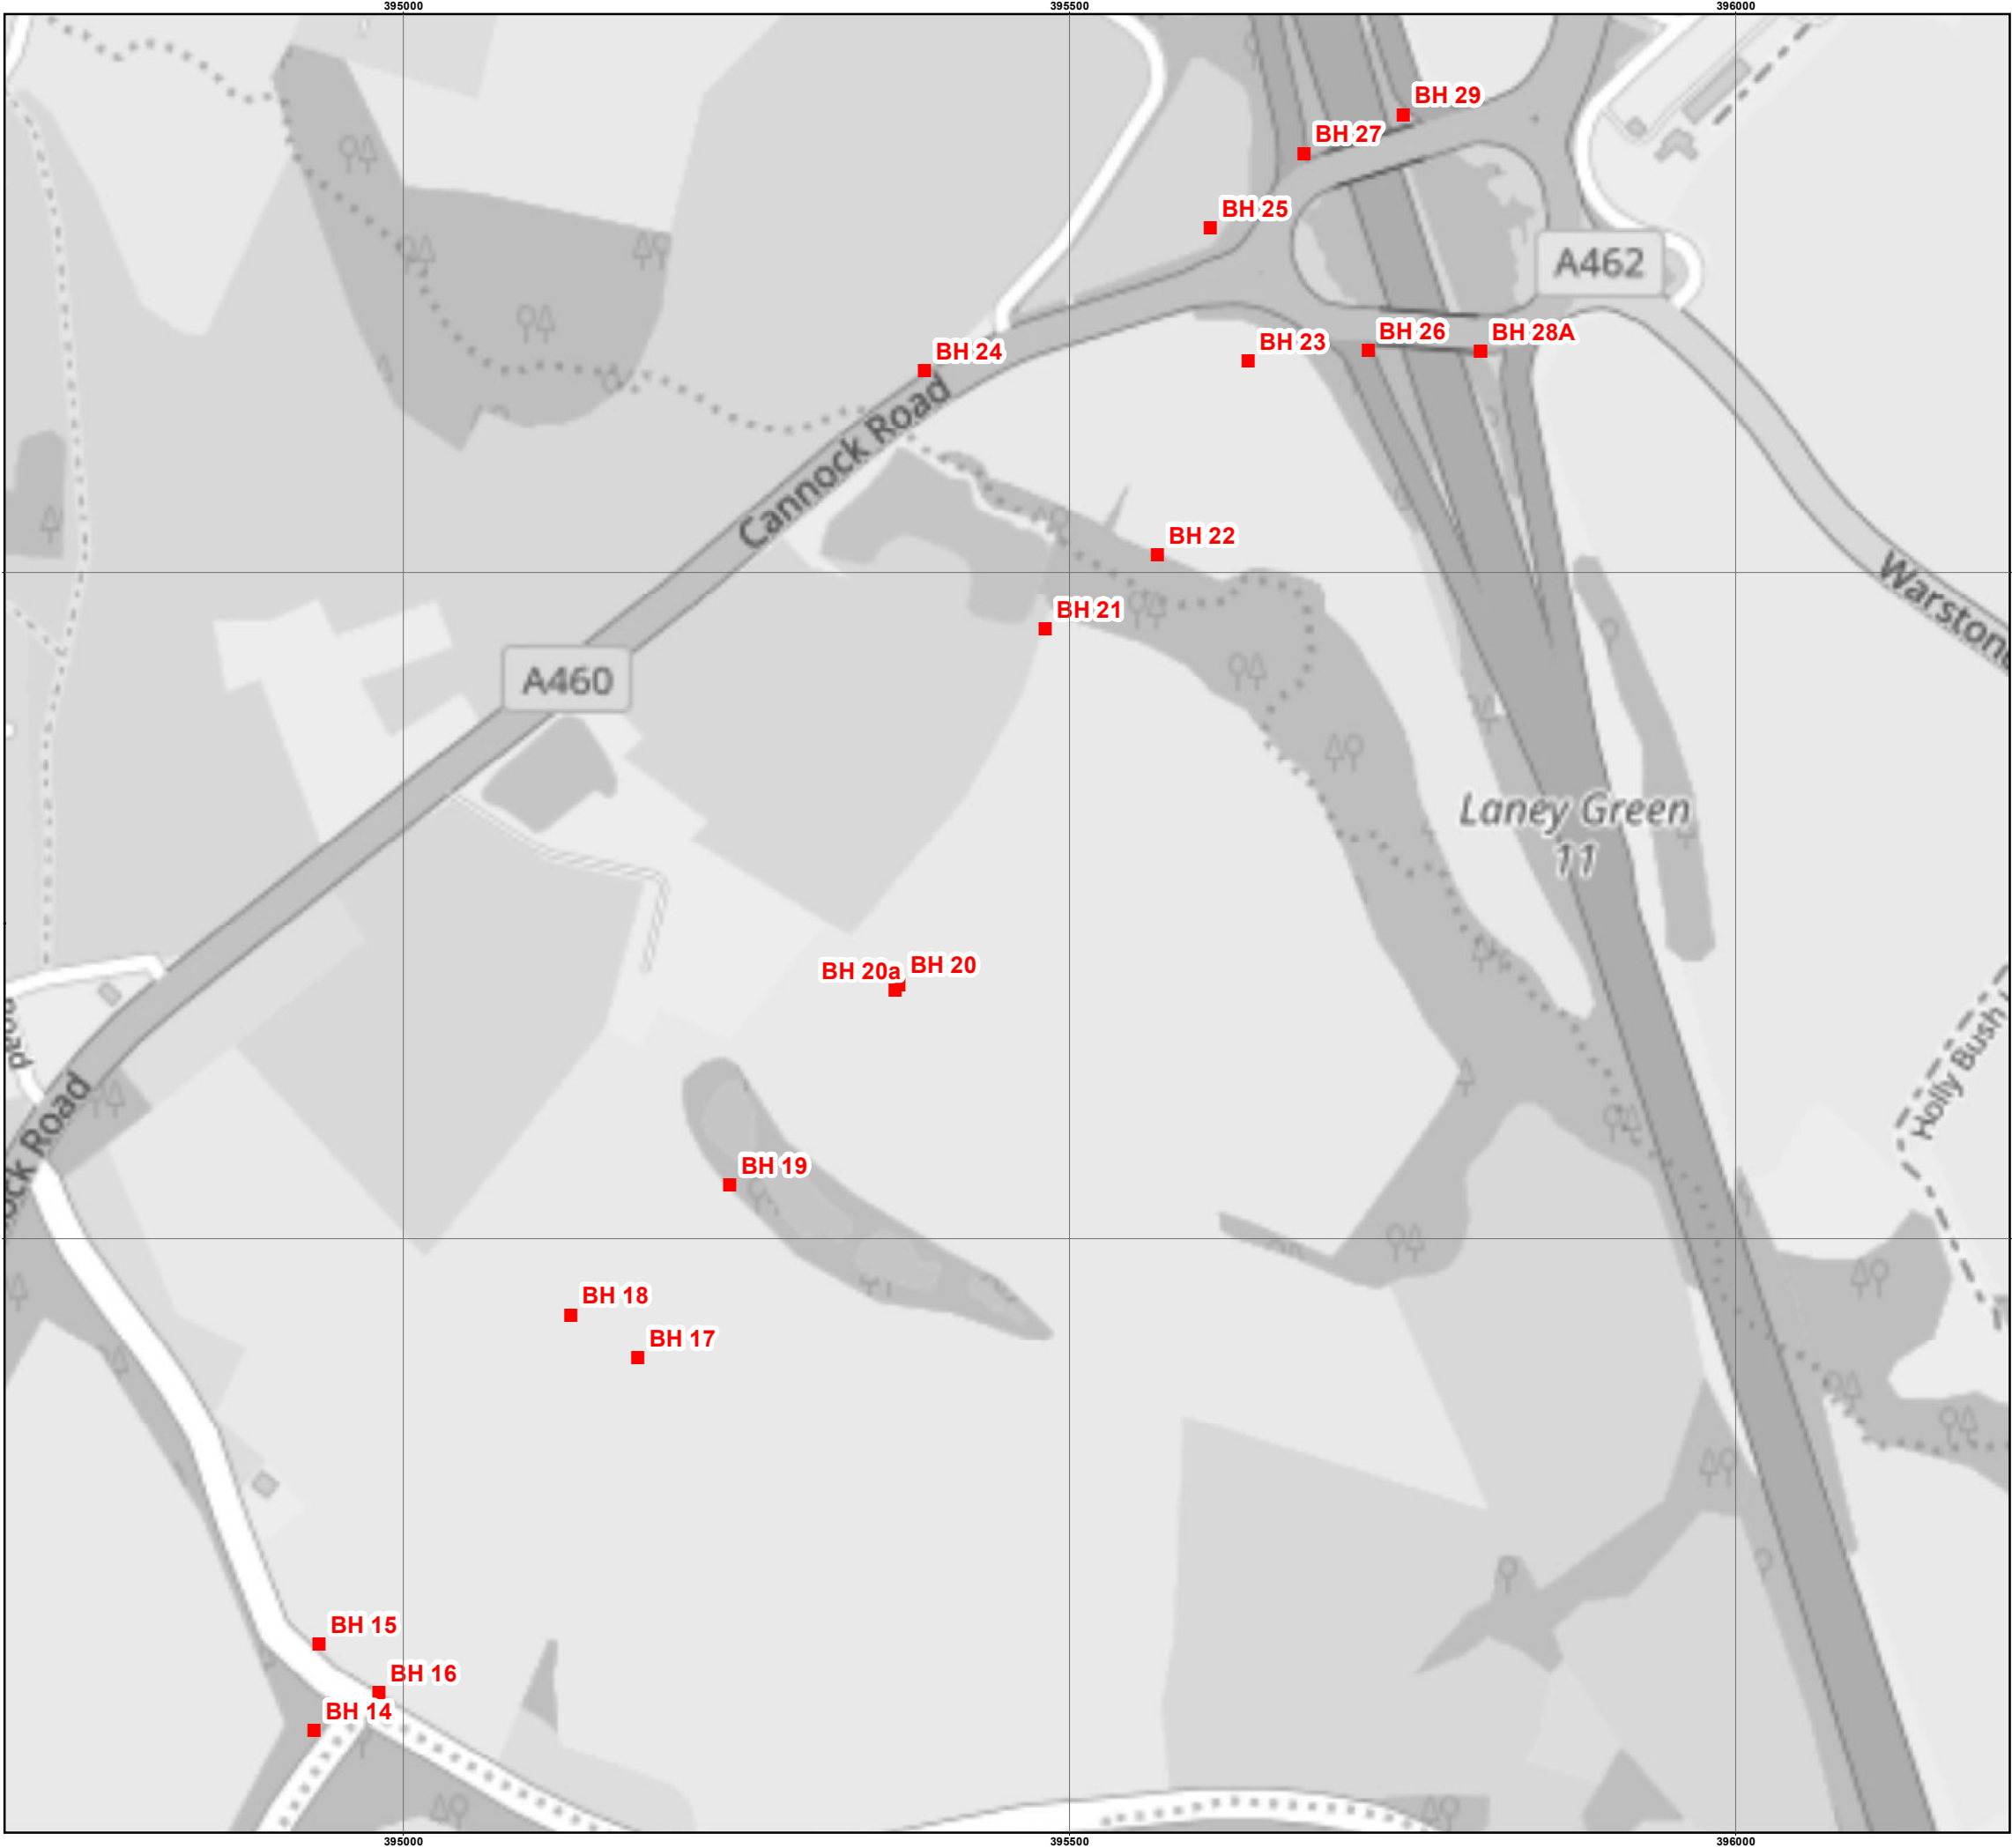 395000
395500
396000
BH 29
BH 27
BH 25
A462
BH 26
BH 28A
BH 23
BH 24
Cannock Road
BH 22
Warston
BH 21
A460
Laney Green
11
BH 20
BH 20a
Holly Bush
ock Road
BH 19
BH 18
BH 17
BH 15
BH 16
BH 14
395000
395500
396000